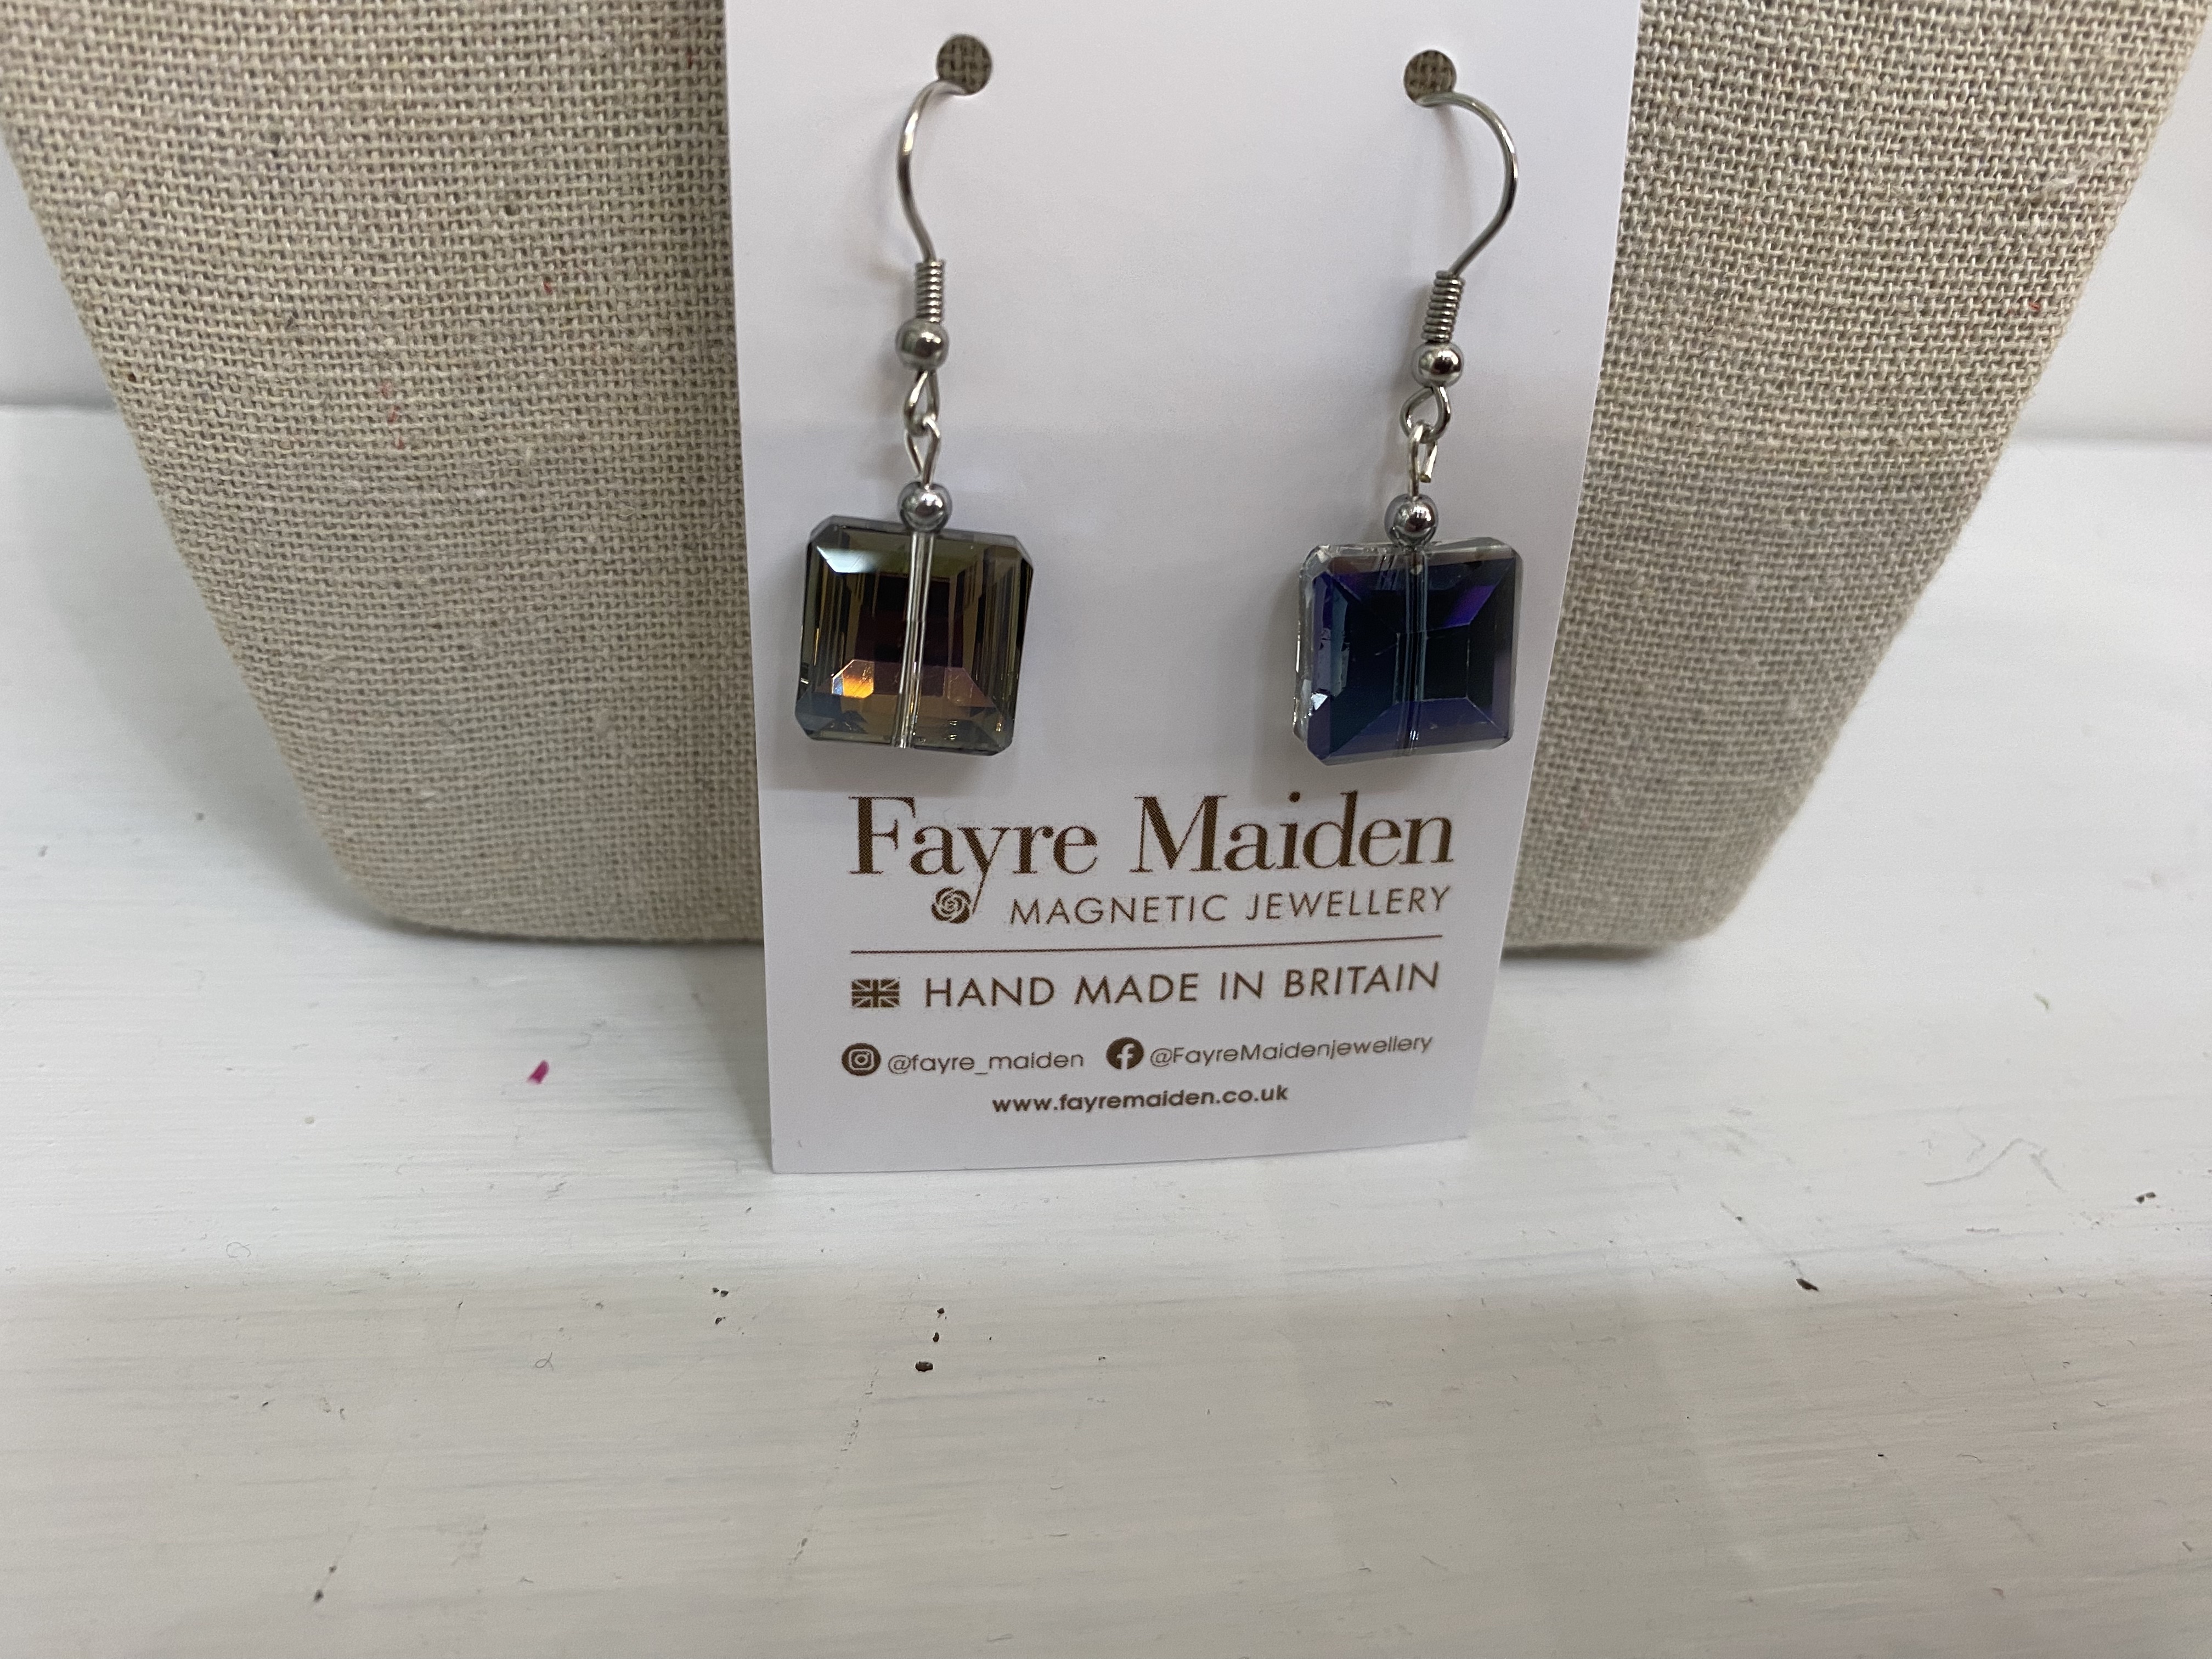 Fayre Maiden
MAGNETIC JEWELLERY
HAND MADE IN BRITAIN
@fayre_maiden @FayreMaidenjewellery
www.fayremaiden.co.uk